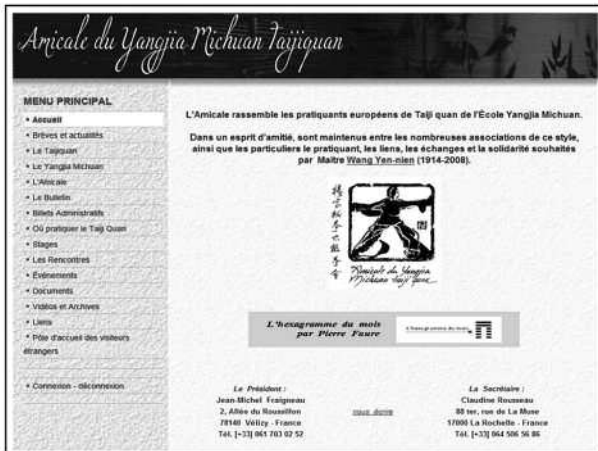 Amicale du Yangjia Michuan Taijiquan
MENU PRINCIPAL
• Accueil
• Brèves et actualités
• Le Taijiquan
• Le Yangjia Michuan
• L'Amicale
• Le Bulletin
• Billets Administratifs
• Où pratiquer le Taiji Quan
• Stages
• Les Rencontres
• Événements
• Documents
• Vidéos et Archives
• Liens
• Pôle d'accueil des visiteurs
étrangers
• Connexion - déconnexion
L'Amicale rassemble les pratiquants européens de Taiji quan de l'École Yangjia Michuan.
Dans un esprit d'amitié, sont maintenus entre les nombreuses associations de ce style,
ainsi que les particuliers le pratiquant, les liens, les échanges et la solidarité souhaités
par Maître Wang Yen-nien (1914-2008).
Amicale du Yangjia
Michuan Taiji Quan
L'hexagramme du mois
par Pierre Faure
L'hexagramme du mois
Le Président :
Jean-Michel Fraigneau
2, Allée du Roussillon
78140 Vélizy - France
Tél. [+33] 061 703 02 52
nous écrire
La Secrétaire :
Claudine Rousseau
88 ter, rue de La Muse
17000 La Rochelle - France
Tél. [+33] 064 506 56 86